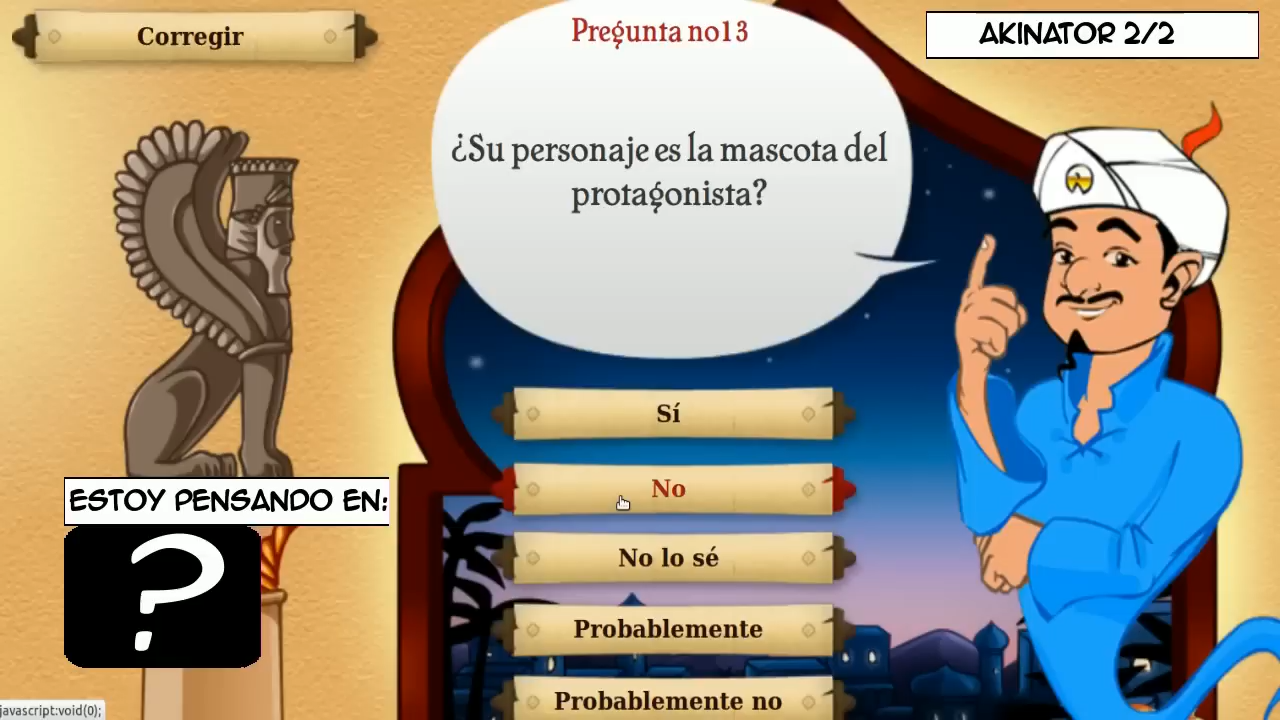 Corregir
Pregunta no13
AKINATOR 2/2
¿Su personaje es la mascota del
protagonista?
Sí
No
No lo sé
Probablemente
Probablemente no
ESTOY PENSANDO EN:
?
javascript:void(0);